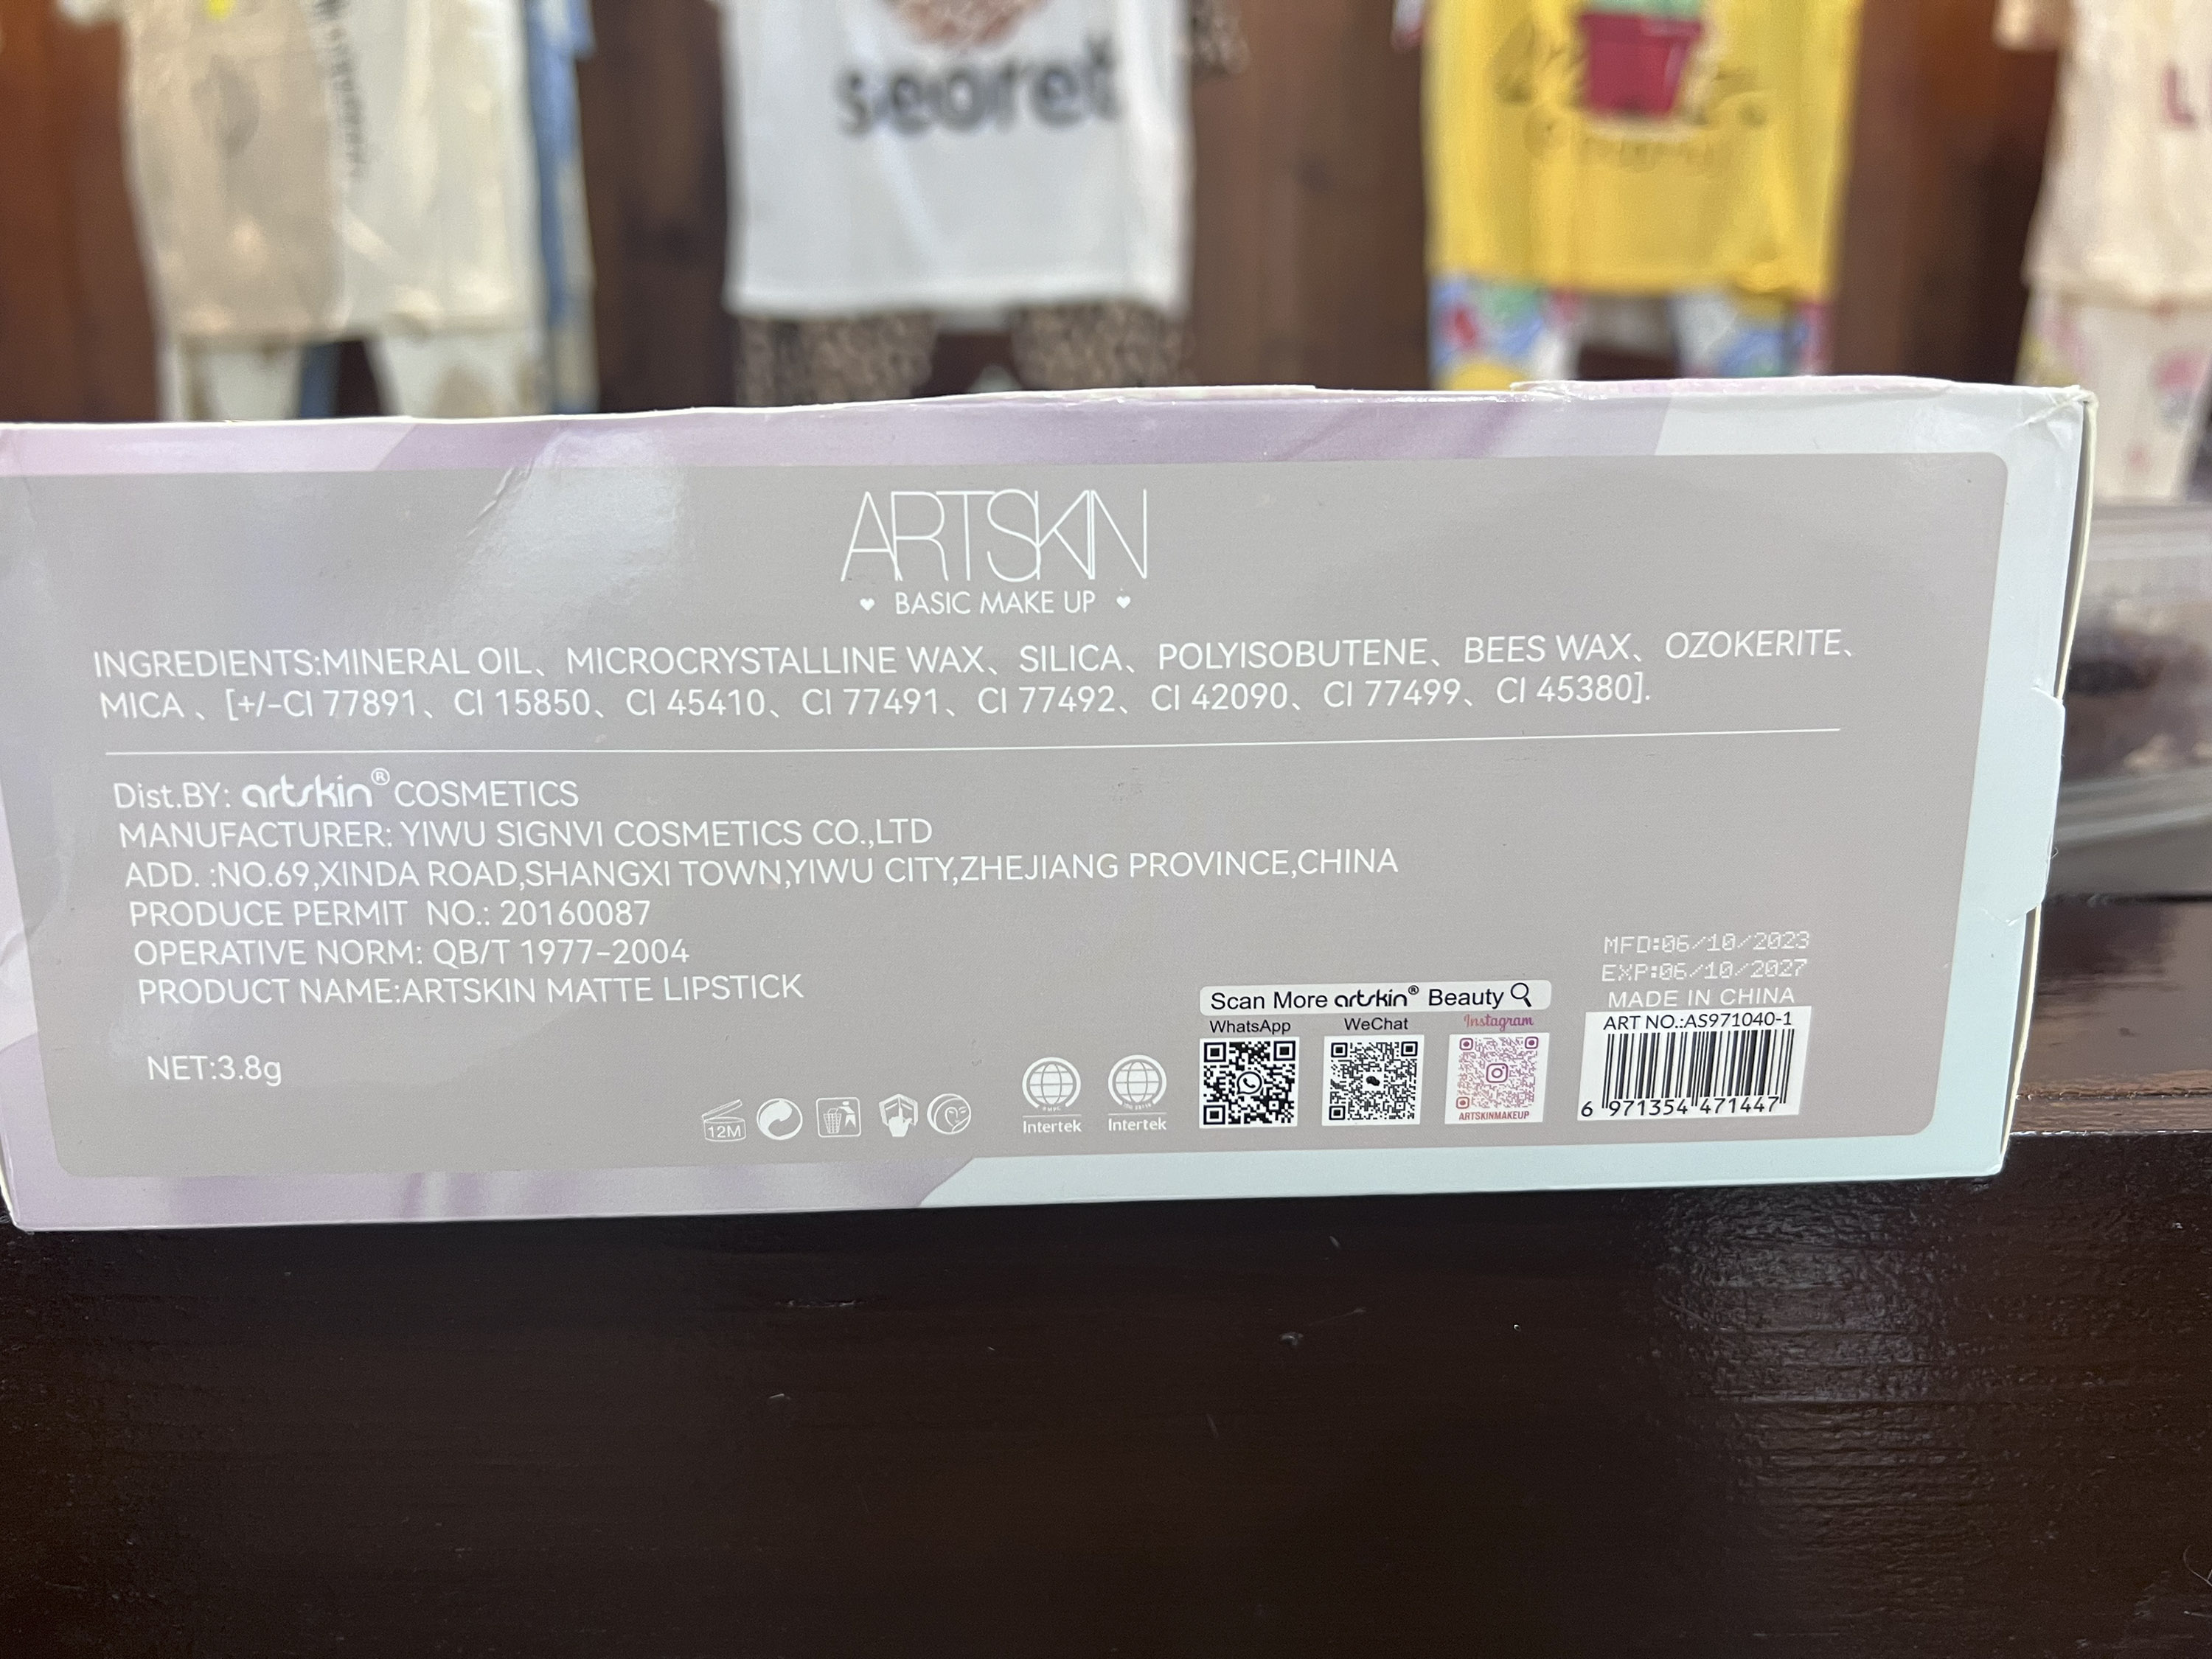 seoret
ARTSKIN
BASIC MAKE UP
INGREDIENTS:MINERAL OIL、MICROCRYSTALLINE WAX、SILICA、POLYISOBUTENE、BEES WAX、OZOKERITE、
MICA 、[+/-CI 77891、CI 15850、CI 45410、CI 77491、CI 77492、CI 42090、CI 77499、CI 45380].
Dist.BY: artskin® COSMETICS
MANUFACTURER: YIWU SIGNVI COSMETICS CO.,LTD
ADD. :NO.69,XINDA ROAD,SHANGXI TOWN,YIWU CITY,ZHEJIANG PROVINCE,CHINA
PRODUCE PERMIT NO.: 20160087
OPERATIVE NORM: QB/T 1977-2004
PRODUCT NAME:ARTSKIN MATTE LIPSTICK
NET:3.8g
12M
Intertek
Intertek
Scan More artskin® Beauty
WhatsApp
WeChat
Instagram
ARTSKINMAKEUP
MFD:06/10/2023
EXP:06/10/2027
MADE IN CHINA
ART NO.:AS971040-1
6 971354 471447